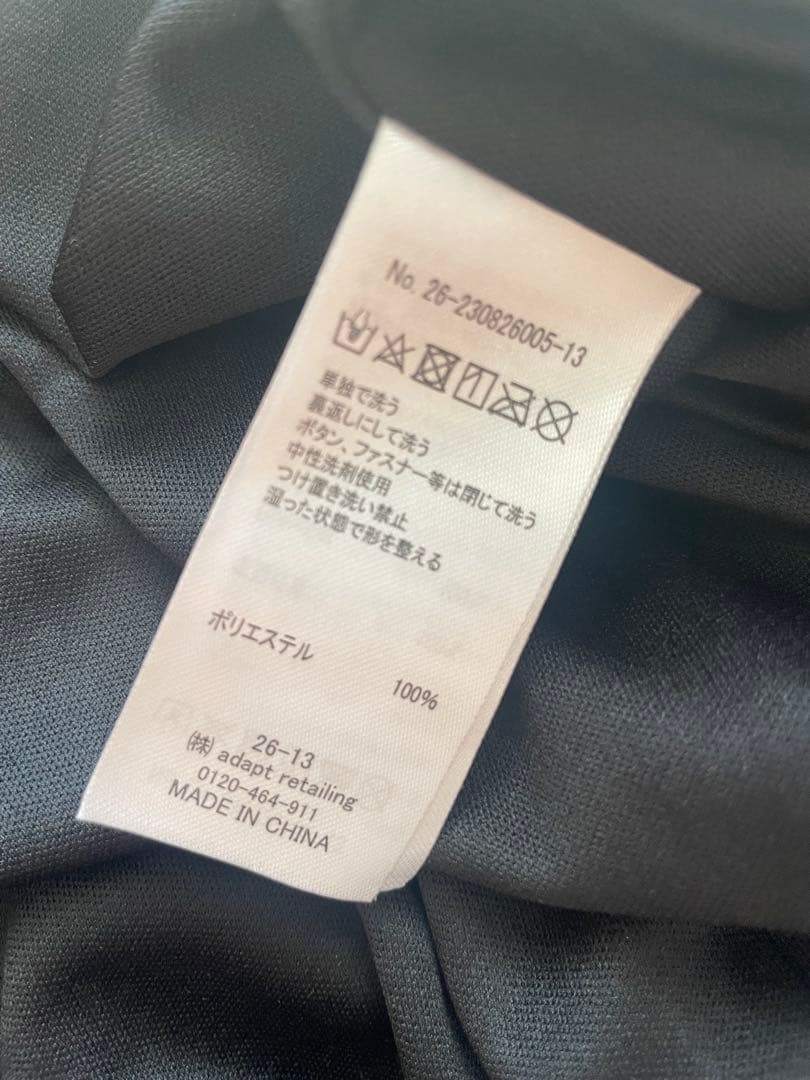 No. 26-230826005-13
単独で洗う
裏返しにして洗う
ボタン、ファスナー等は閉じて洗う
中性洗剤使用
つけ置き洗い禁止
湿った状態で形を整える
ポリエステル 100%
26-13
(株) adapt retailing
0120-464-911
MADE IN CHINA